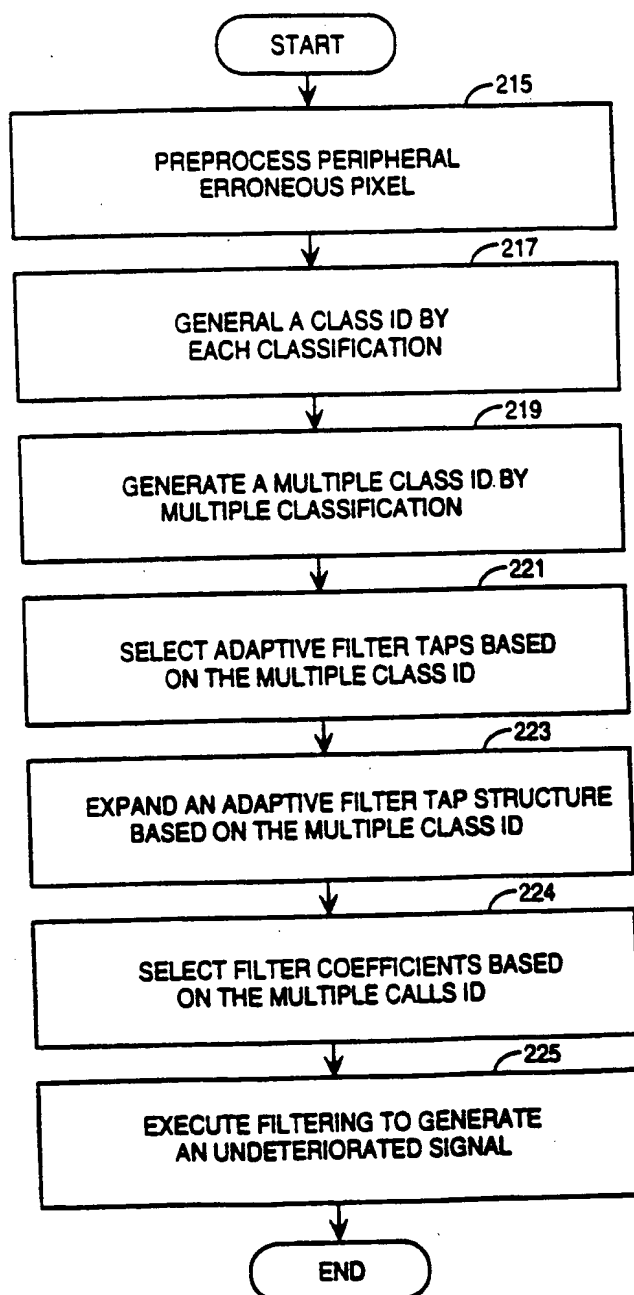 START
215
PREPROCESS PERIPHERAL
ERRONEOUS PIXEL
217
GENERAL A CLASS ID BY
EACH CLASSIFICATION
219
GENERATE A MULTIPLE CLASS ID BY
MULTIPLE CLASSIFICATION
221
SELECT ADAPTIVE FILTER TAPS BASED
ON THE MULTIPLE CLASS ID
223
EXPAND AN ADAPTIVE FILTER TAP STRUCTURE
BASED ON THE MULTIPLE CLASS ID
224
SELECT FILTER COEFFICIENTS BASED
ON THE MULTIPLE CALLS ID
225
EXECUTE FILTERING TO GENERATE
AN UNDETERIORATED SIGNAL
END